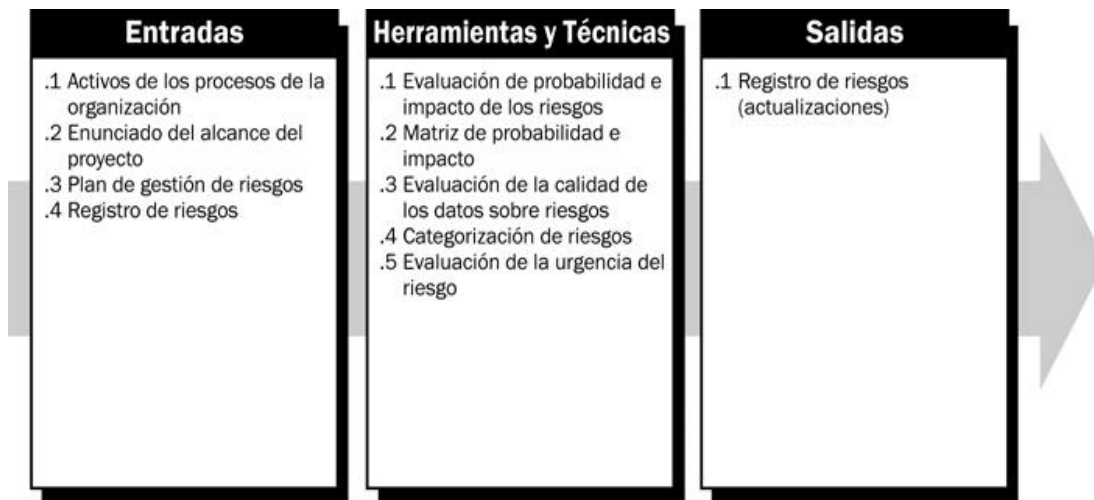 Entradas
.1 Activos de los procesos de la
organización
.2 Enunciado del alcance del
proyecto
.3 Plan de gestión de riesgos
.4 Registro de riesgos
Herramientas y Técnicas
.1 Evaluación de probabilidad e
impacto de los riesgos
.2 Matriz de probabilidad e
impacto
.3 Evaluación de la calidad de
los datos sobre riesgos
.4 Categorización de riesgos
.5 Evaluación de la urgencia del
riesgo
Salidas
.1 Registro de riesgos
(actualizaciones)